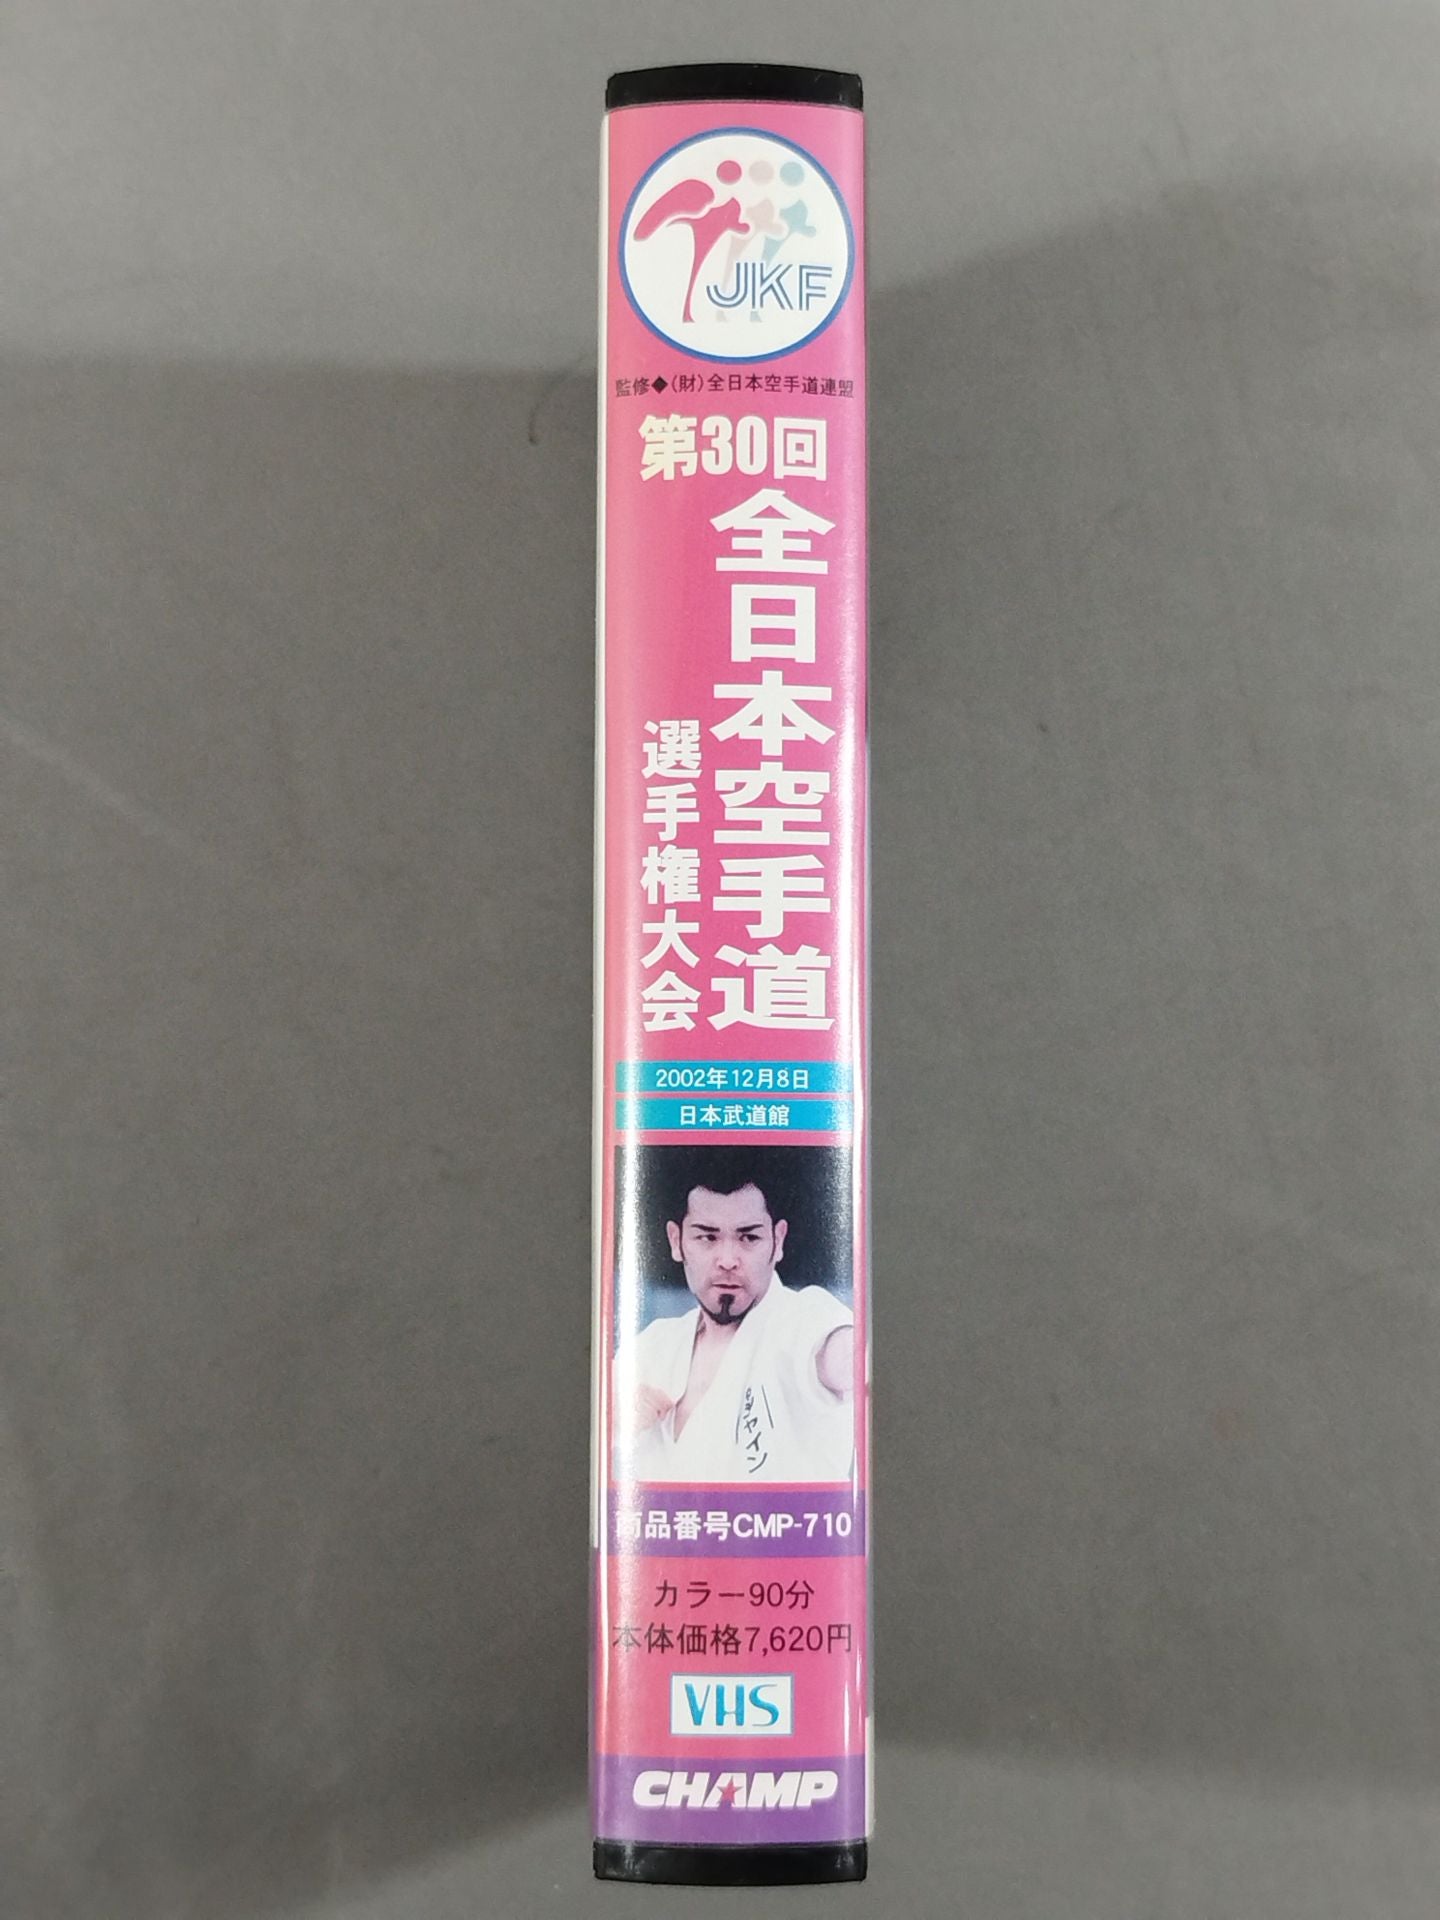 JKF
監修◆(財)全日本空手道連盟
第30回
全日本空手道
選手権大会
2002年12月8日
日本武道館
商品番号CMP-710
カラー90分
本体価格7,620円
VHS
CHAMP